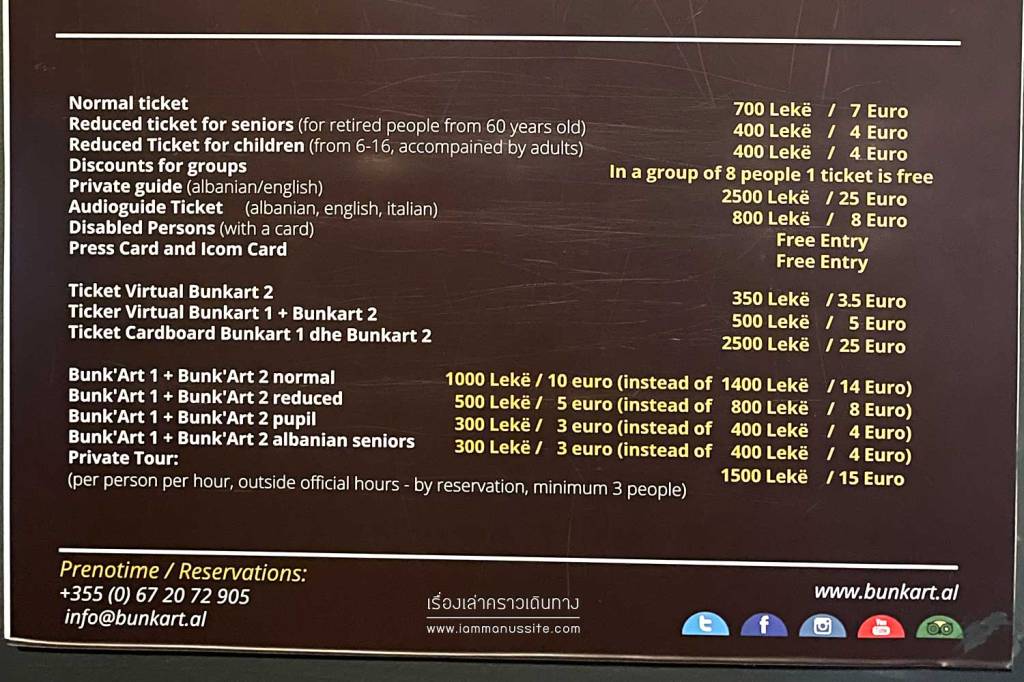 Normal ticket 700 Lekë / 7 Euro
Reduced ticket for seniors (for retired people from 60 years old) 400 Lekë / 4 Euro
Reduced Ticket for children (from 6-16, accompained by adults) 400 Lekë / 4 Euro
Discounts for groups In a group of 8 people 1 ticket is free
Private guide (albanian/english) 2500 Lekë / 25 Euro
Audioguide Ticket (albanian, english, italian) 800 Lekë / 8 Euro
Disabled Persons (with a card) Free Entry
Press Card and Icom Card Free Entry
Ticket Virtual Bunkart 2 350 Lekë / 3.5 Euro
Ticker Virtual Bunkart 1 + Bunkart 2 500 Lekë / 5 Euro
Ticket Cardboard Bunkart 1 dhe Bunkart 2 2500 Lekë / 25 Euro
Bunk'Art 1 + Bunk'Art 2 normal 1000 Lekë / 10 euro (instead of 1400 Lekë / 14 Euro)
Bunk'Art 1 + Bunk'Art 2 reduced 500 Lekë / 5 euro (instead of 800 Lekë / 8 Euro)
Bunk'Art 1 + Bunk'Art 2 pupil 300 Lekë / 3 euro (instead of 400 Lekë / 4 Euro)
Bunk'Art 1 + Bunk'Art 2 albanian seniors 300 Lekë / 3 euro (instead of 400 Lekë / 4 Euro)
Private Tour: 1500 Lekë / 15 Euro
(per person per hour, outside official hours - by reservation, minimum 3 people)
Prenotime / Reservations:
+355 (0) 67 20 72 905
info@bunkart.al
เรื่องเล่าคราวเดินทาง
www.iammanussite.com
www.bunkart.al
You Tube